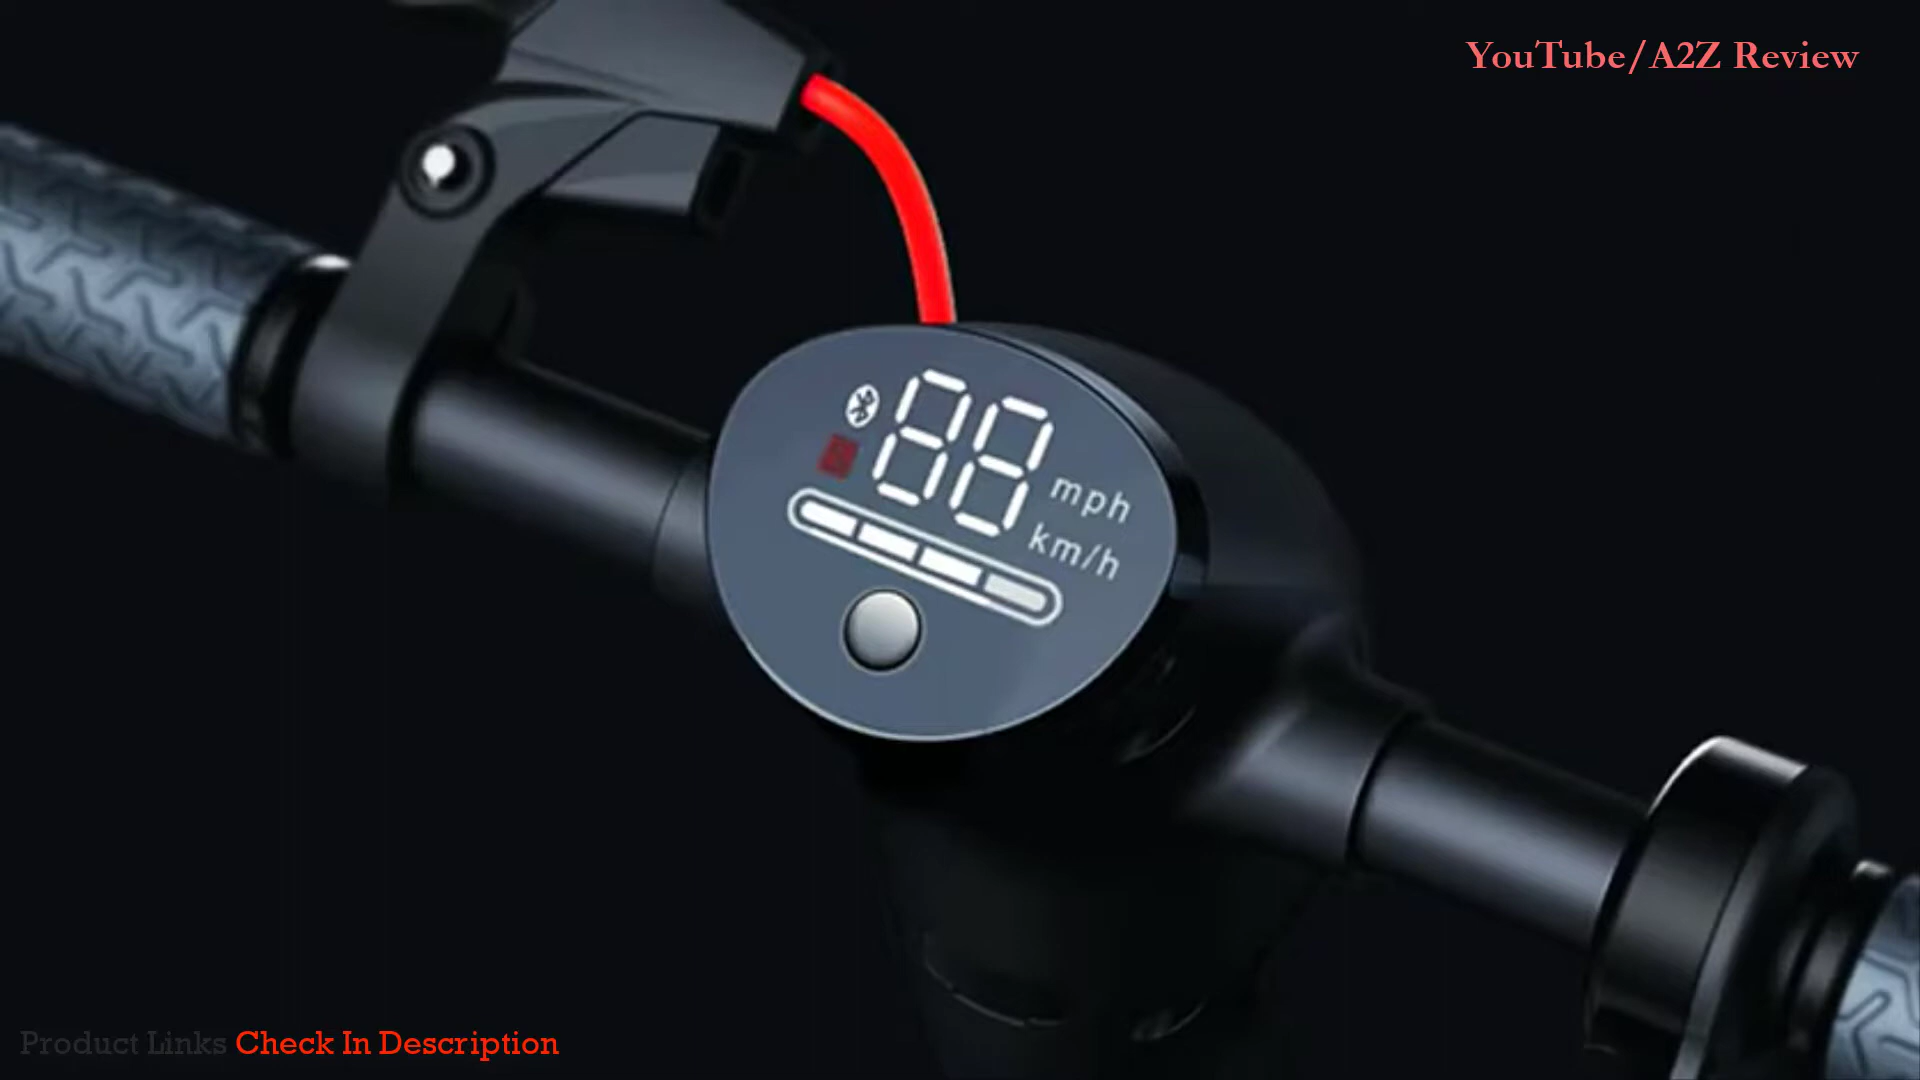 YouTube/A2Z Review
88
mph
km/h
Product Links Check In Description